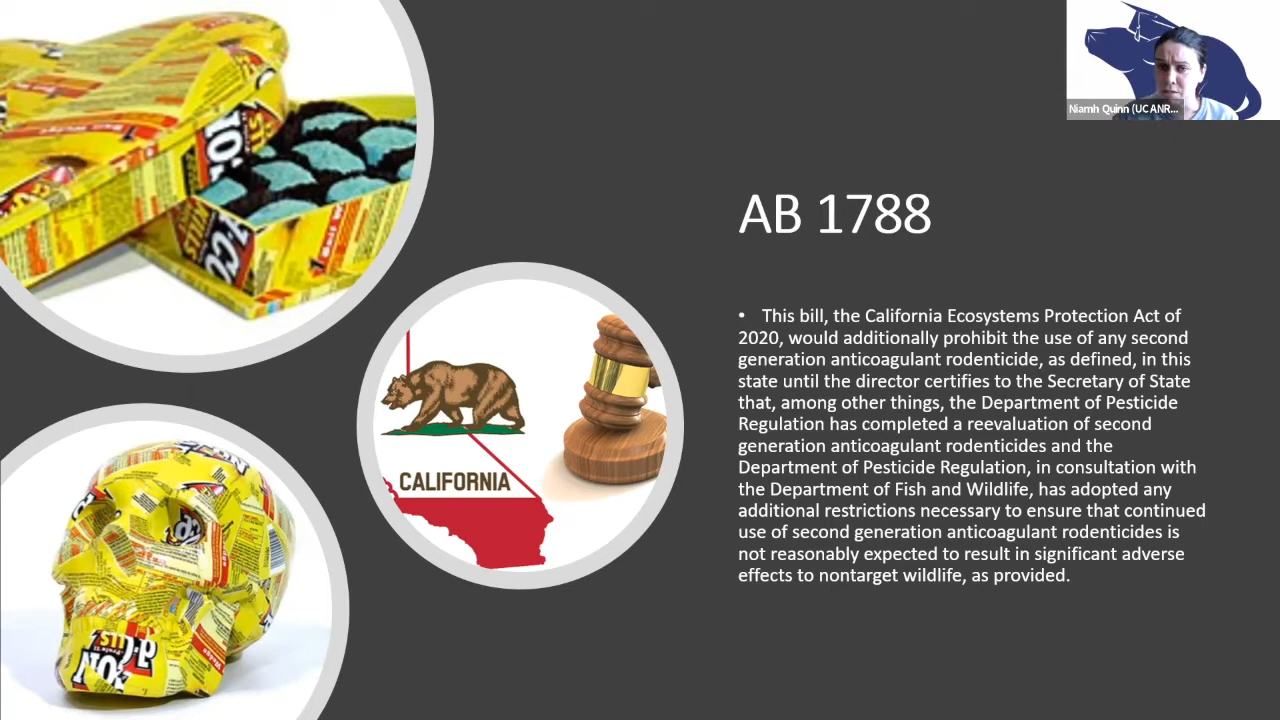 Niamh Quinn (UC ANR...
AB 1788
• This bill, the California Ecosystems Protection Act of
2020, would additionally prohibit the use of any second
generation anticoagulant rodenticide, as defined, in this
state until the director certifies to the Secretary of State
that, among other things, the Department of Pesticide
Regulation has completed a reevaluation of second
generation anticoagulant rodenticides and the
Department of Pesticide Regulation, in consultation with
the Department of Fish and Wildlife, has adopted any
additional restrictions necessary to ensure that continued
use of second generation anticoagulant rodenticides is
not reasonably expected to result in significant adverse
effects to nontarget wildlife, as provided.
CALIFORNIA